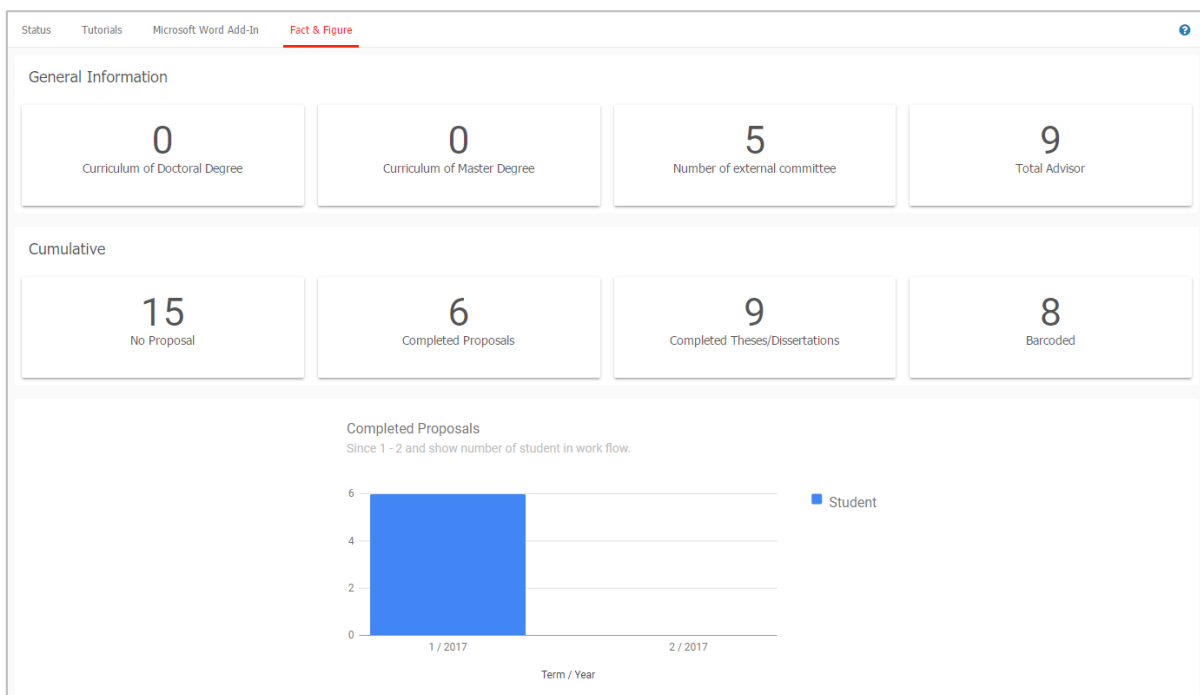 Status Tutorials Microsoft Word Add-In Fact & Figure ?
General Information
0 0 5 9
Curriculum of Doctoral Degree Curriculum of Master Degree Number of external committee Total Advisor
Cumulative
15 6 9 8
No Proposal Completed Proposals Completed Theses/Dissertations Barcoded
Completed Proposals
Since 1 - 2 and show number of student in work flow.
6
Student
4
2
0
1 / 2017 2 / 2017
Term / Year